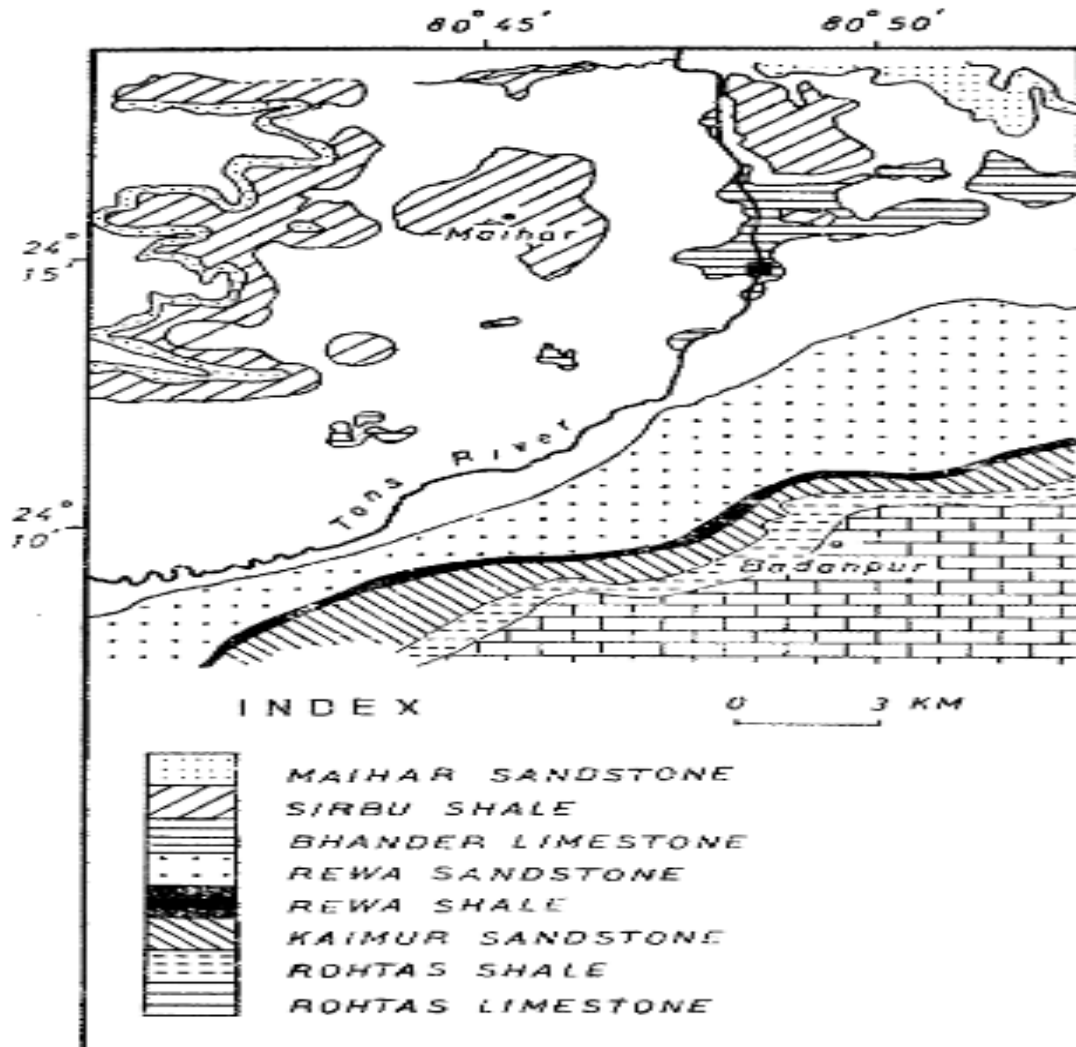 80° 45′ 80° 50′
Maihar
24°
15′
Tons River
24°
10′
Badanpur
INDEX
0 3 KM
MAIHAR SANDSTONE
SIRBU SHALE
BHANDER LIMESTONE
REWA SANDSTONE
REWA SHALE
KAIMUR SANDSTONE
ROHTAS SHALE
ROHTAS LIMESTONE